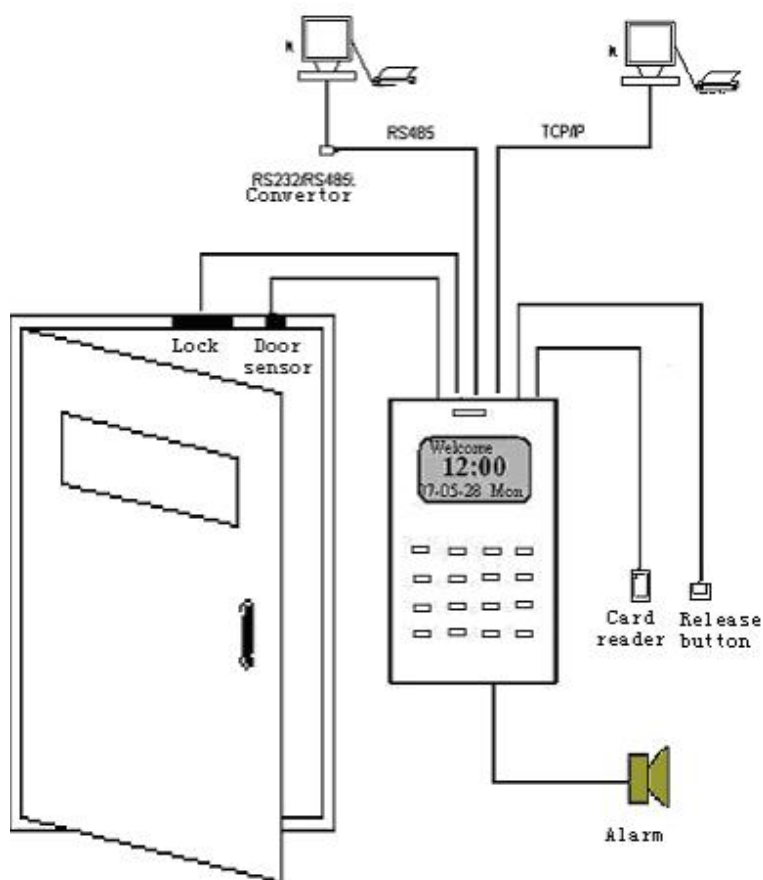 RS485
TCP/IP
RS232/RS485
Convertor
Lock
Door
sensor
Welcome
12:00
7-05-28 Mon
Card
reader
Release
button
Alarm